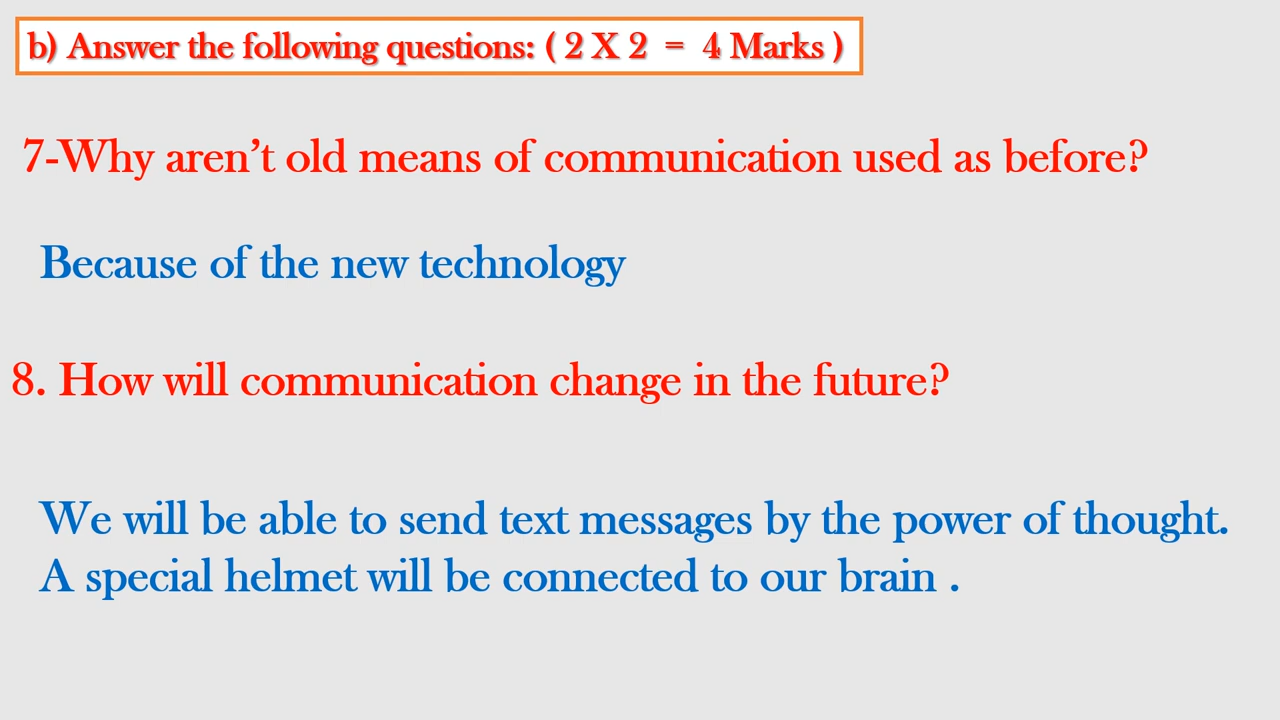 b) Answer the following questions: ( 2 X 2 = 4 Marks )
7-Why aren’t old means of communication used as before?
Because of the new technology
8. How will communication change in the future?
We will be able to send text messages by the power of thought.
A special helmet will be connected to our brain .